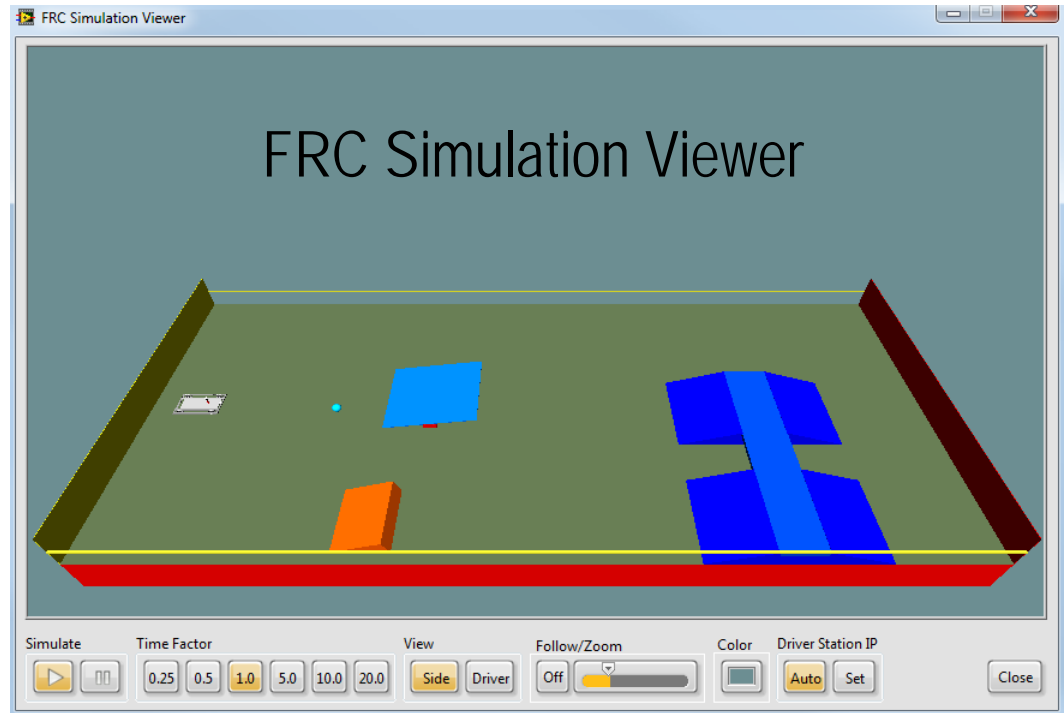 FRC Simulation Viewer
FRC Simulation Viewer
Simulate Time Factor View Follow/Zoom Color Driver Station IP
0.25 0.5 1.0 5.0 10.0 20.0 Side Driver Off Auto Set Close